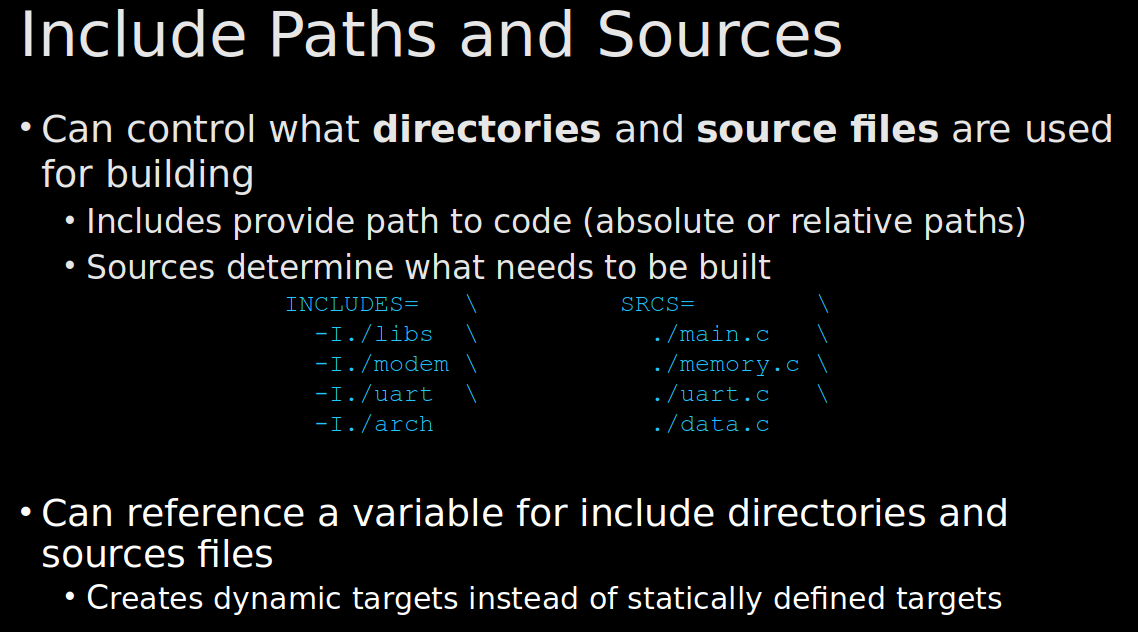 Include Paths and Sources
• Can control what directories and source files are used
for building
• Includes provide path to code (absolute or relative paths)
• Sources determine what needs to be built
INCLUDES= \
-I./libs \
-I./modem \
-I./uart \
-I./arch
SRCS= \
./main.c \
./memory.c \
./uart.c \
./data.c
• Can reference a variable for include directories and
sources files
• Creates dynamic targets instead of statically defined targets